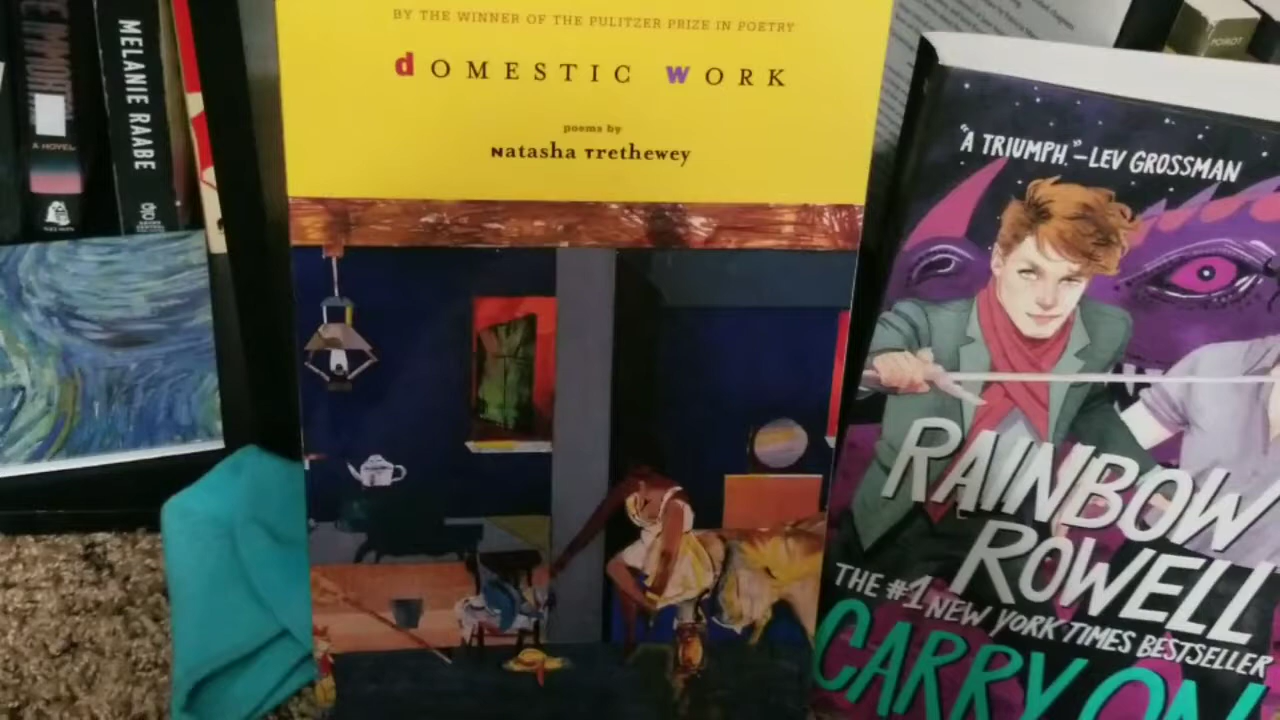 A NOVEL
MELANIE RAABE
BY THE WINNER OF THE PULITZER PRIZE IN POETRY
dOMESTIC wORK
poems by
Natasha Trethewey
POIROT
"A TRIUMPH."—LEV GROSSMAN
RAINBOW
ROWELL
THE #1 NEW YORK TIMES BESTSELLER
CARRY ON